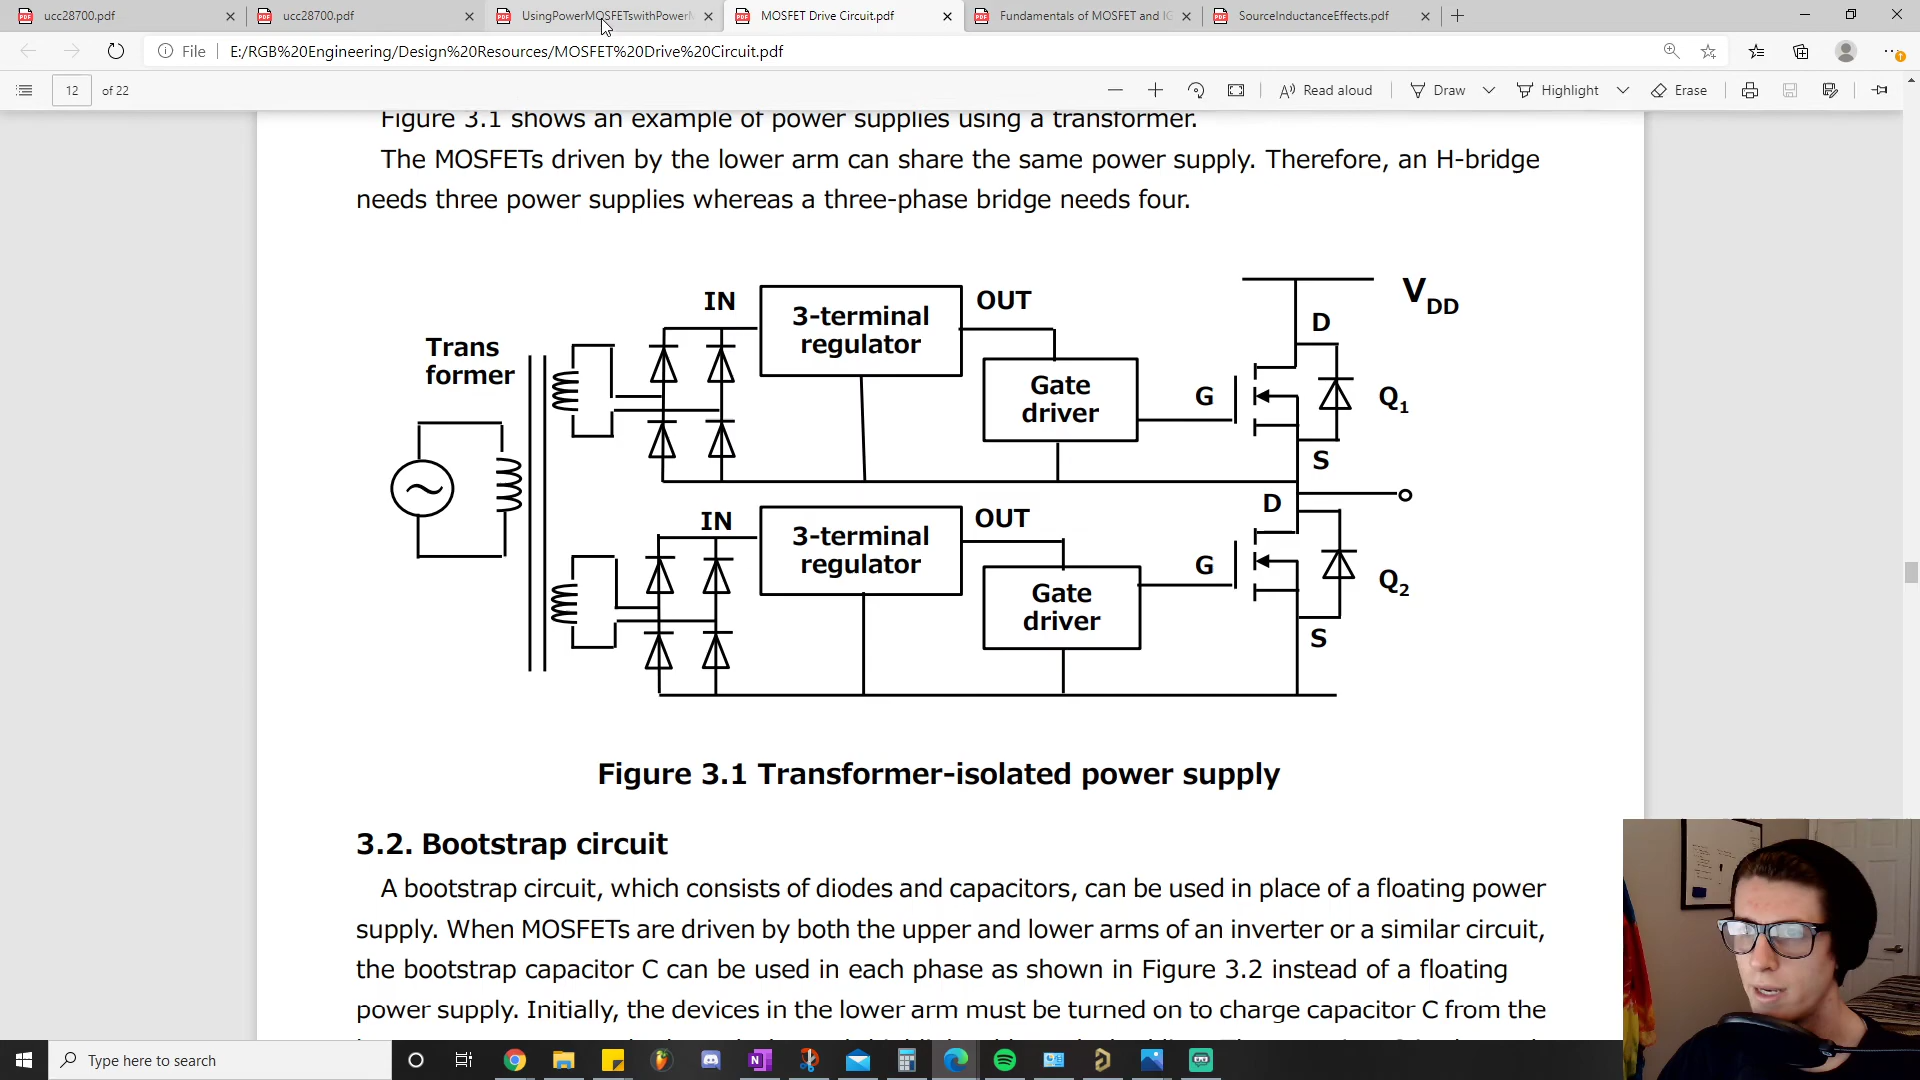 ucc28700.pdf
ucc28700.pdf
UsingPowerMOSFETswithPowerM
MOSFET Drive Circuit.pdf
Fundamentals of MOSFET and IG
SourceInductanceEffects.pdf
File
E:/RGB%20Engineering/Design%20Resources/MOSFET%20Drive%20Circuit.pdf
12 of 22
Read aloud
Draw
Highlight
Erase
Figure 3.1 shows an example of power supplies using a transformer.
The MOSFETs driven by the lower arm can share the same power supply. Therefore, an H-bridge
needs three power supplies whereas a three-phase bridge needs four.
Trans
former
IN
3-terminal
regulator
OUT
Gate
driver
G
D
S
VDD
Q1
IN
3-terminal
regulator
OUT
Gate
driver
G
D
S
Q2
Figure 3.1 Transformer-isolated power supply
3.2. Bootstrap circuit
A bootstrap circuit, which consists of diodes and capacitors, can be used in place of a floating power
supply. When MOSFETs are driven by both the upper and lower arms of an inverter or a similar circuit,
the bootstrap capacitor C can be used in each phase as shown in Figure 3.2 instead of a floating
power supply. Initially, the devices in the lower arm must be turned on to charge capacitor C from the
Type here to search